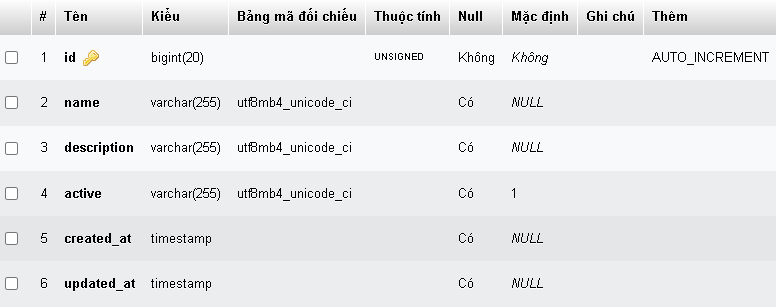 # Tên Kiểu Bảng mã đối chiếu Thuộc tính Null Mặc định Ghi chú Thêm
1 id bigint(20) UNSIGNED Không Không AUTO_INCREMENT
2 name varchar(255) utf8mb4_unicode_ci Có NULL
3 description varchar(255) utf8mb4_unicode_ci Có NULL
4 active varchar(255) utf8mb4_unicode_ci Có 1
5 created_at timestamp Có NULL
6 updated_at timestamp Có NULL